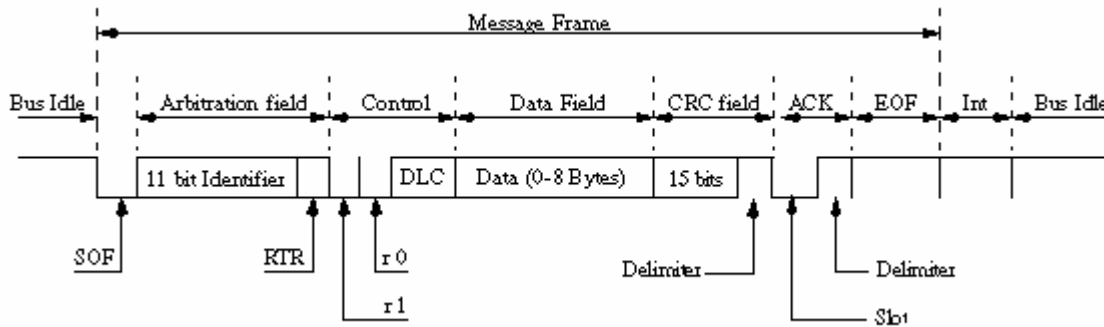 Message Frame
Bus Idle Arbitration field Control Data Field CRC field ACK EOF Int Bus Idle
11 bit Identifier DLC Data (0-8 Bytes) 15 bits
SOF RTR r 0 Delimiter Delimiter
r 1 Slot